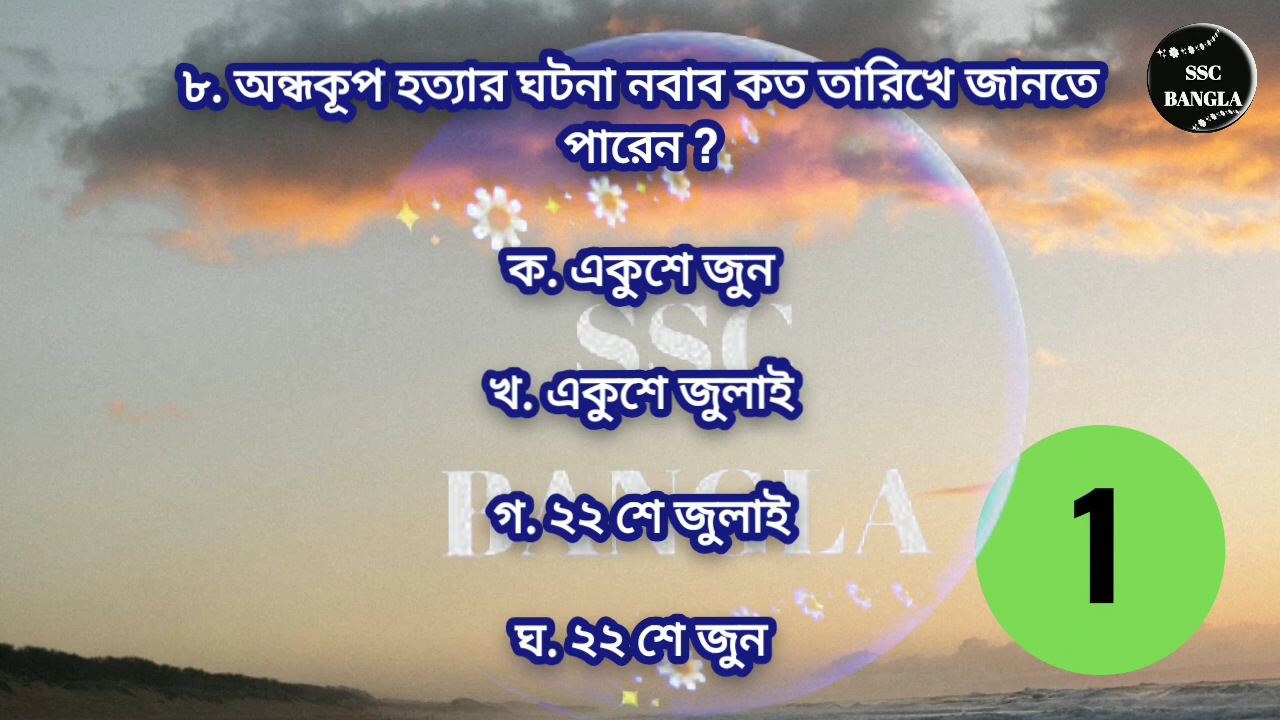 ৮. অন্ধকূপ হত্যার ঘটনা নবাব কত তারিখে জানতে
পারেন ?
SSC
BANGLA
ক. একুশে জুন
SSC
খ. একুশে জুলাই
BANGLA
গ. ২২ শে জুলাই
1
ঘ. ২২ শে জুন